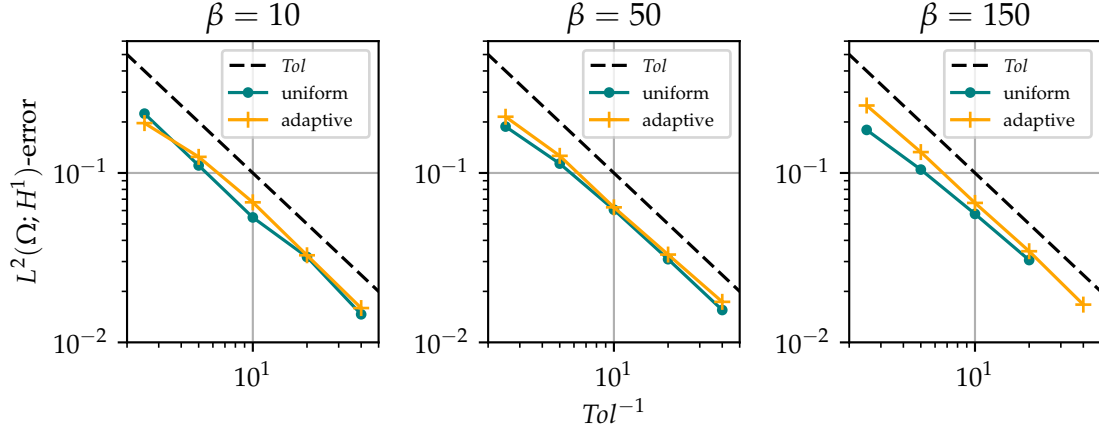 β = 10
β = 50
β = 150
L²(Ω; H¹)-error
10⁻¹
10⁻²
Tol
uniform
adaptive
10¹
10⁻¹
10⁻²
Tol
uniform
adaptive
10¹
10⁻¹
10⁻²
Tol
uniform
adaptive
10¹
Tol⁻¹